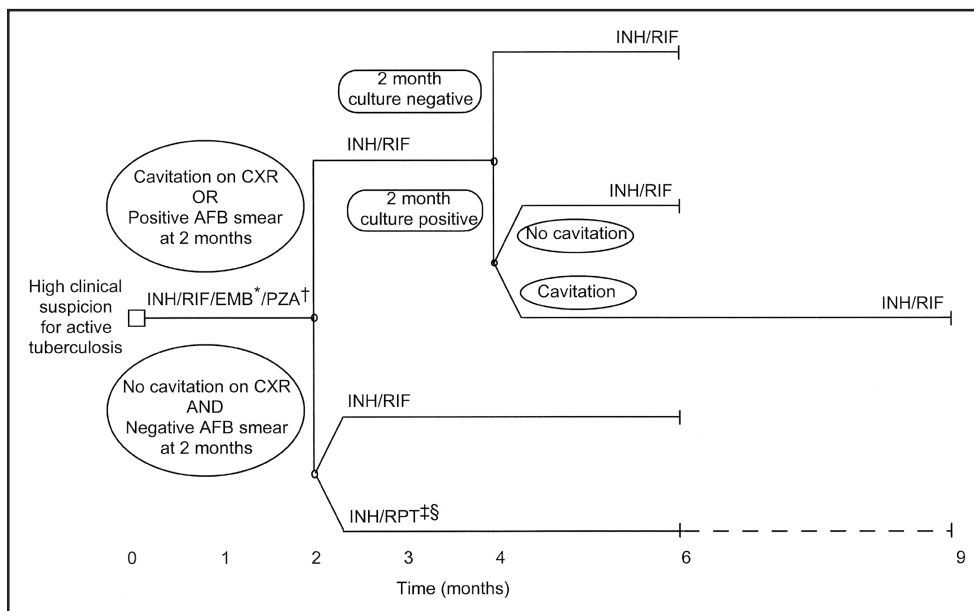 INH/RIF
2 month
culture negative
INH/RIF
Cavitation on CXR
OR
Positive AFB smear
at 2 months
2 month
culture positive
INH/RIF
No cavitation
High clinical
suspicion
for active
tuberculosis
INH/RIF/EMB*/PZA†
Cavitation
INH/RIF
No cavitation on CXR
AND
Negative AFB smear
at 2 months
INH/RIF
INH/RPT‡§
0 1 2 3 4 6 9
Time (months)